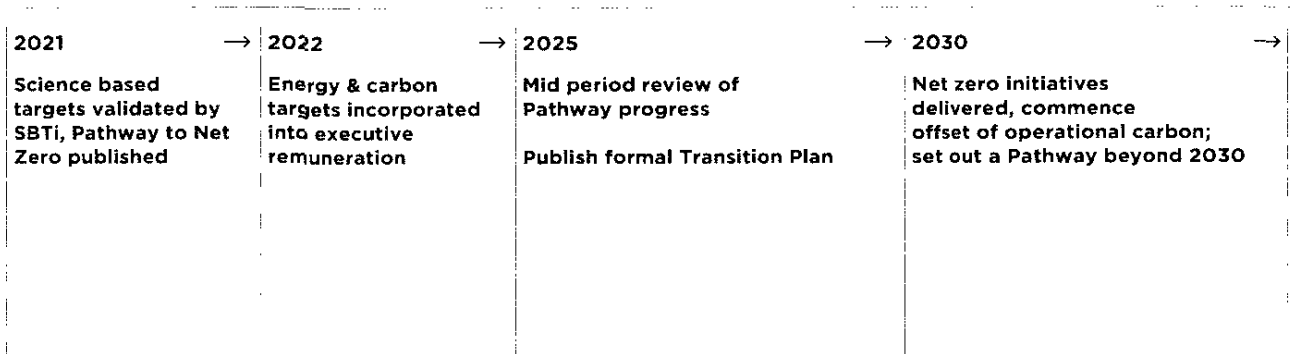 2021 →
Science based
targets validated by
SBTi, Pathway to Net
Zero published
2022 →
Energy & carbon
targets incorporated
into executive
remuneration
2025 →
Mid period review of
Pathway progress
Publish formal Transition Plan
2030 →
Net zero initiatives
delivered, commence
offset of operational carbon;
set out a Pathway beyond 2030